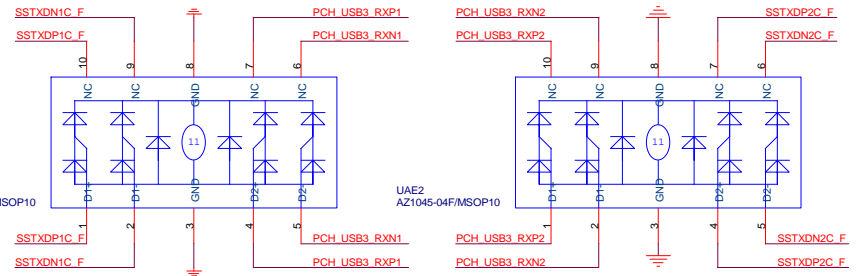 SSTXDN1C_F PCH_USB3_RXP1 PCH_USB3_RXN2 SSTXDP2C_F
SSTXDP1C_F PCH_USB3_RXN1 PCH_USB3_RXP2 SSTXDN2C_F
10 9 8 7 6 10 9 8 7 6
NC NC GND NC NC NC NC GND NC NC
11 11
D1+ D1- GND D2+ D2- D1+ D1- GND D2+ D2-
UAE2
MSOP10 AZ1045-04F/MSOP10
1 2 3 4 5 1 2 3 4 5
SSTXDP1C_F PCH_USB3_RXN1 PCH_USB3_RXP2 SSTXDN2C_F
SSTXDN1C_F PCH_USB3_RXP1 PCH_USB3_RXN2 SSTXDP2C_F